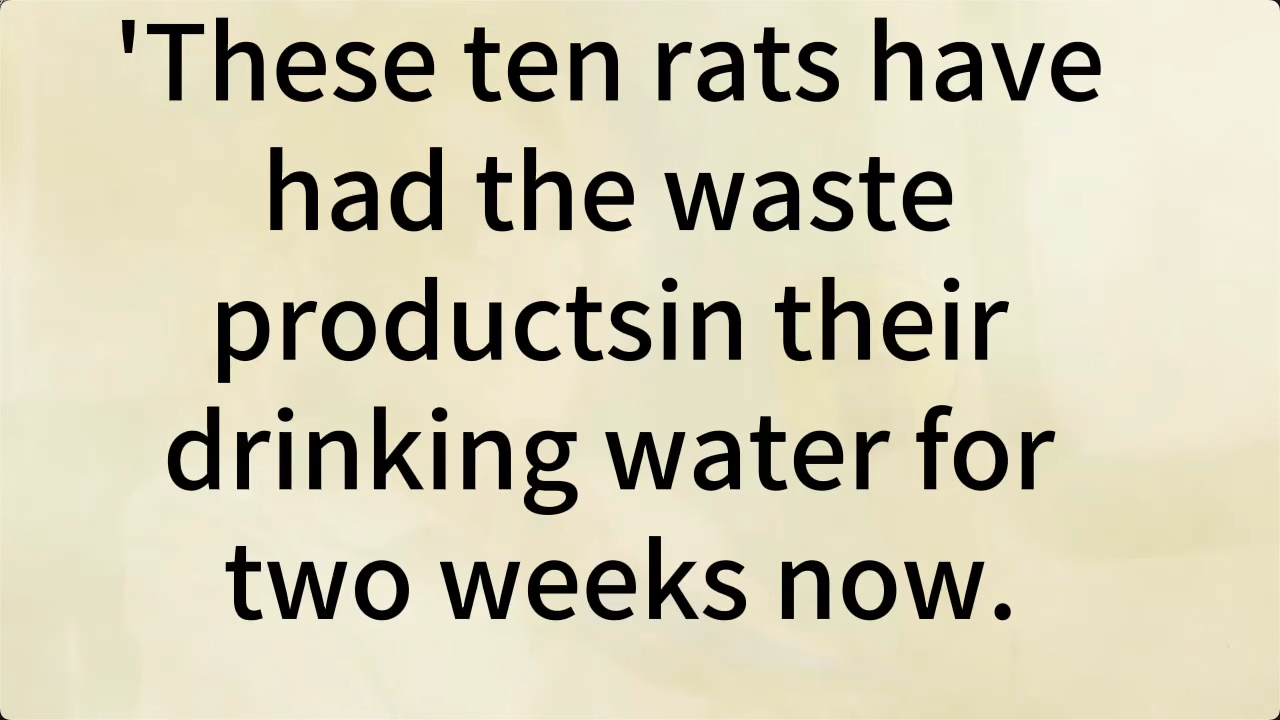 'These ten rats have
had the waste
productsin their
drinking water for
two weeks now.